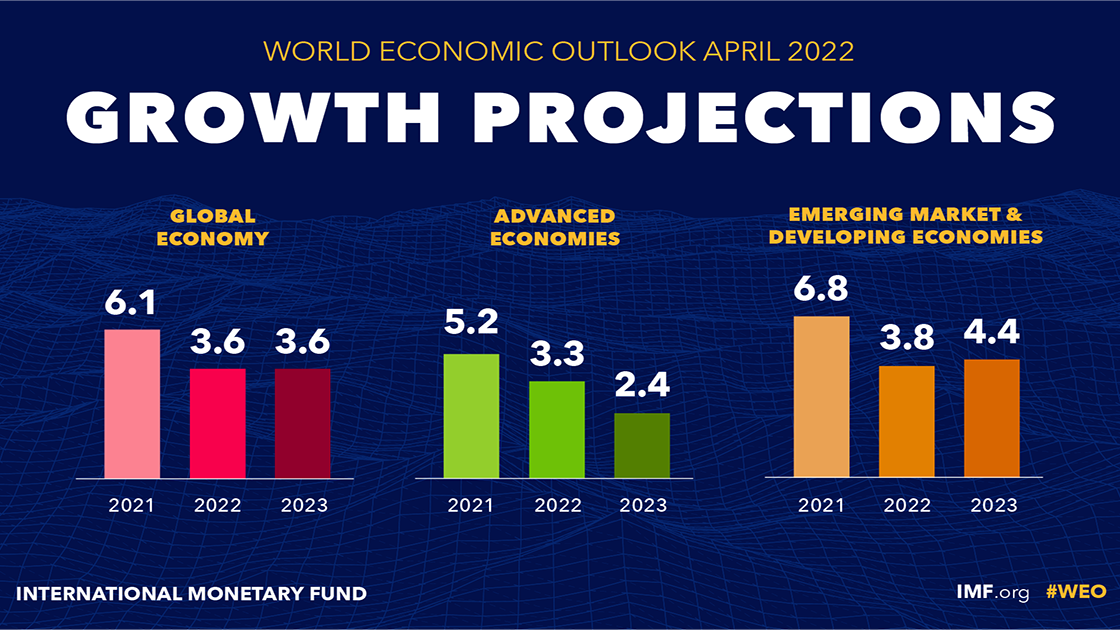 WORLD ECONOMIC OUTLOOK APRIL 2022
GROWTH PROJECTIONS
GLOBAL
ECONOMY
6.1
3.6
3.6
2021
2022
2023
ADVANCED
ECONOMIES
5.2
3.3
2.4
2021
2022
2023
EMERGING MARKET &
DEVELOPING ECONOMIES
6.8
3.8
4.4
2021
2022
2023
INTERNATIONAL MONETARY FUND
IMF.org #WEO